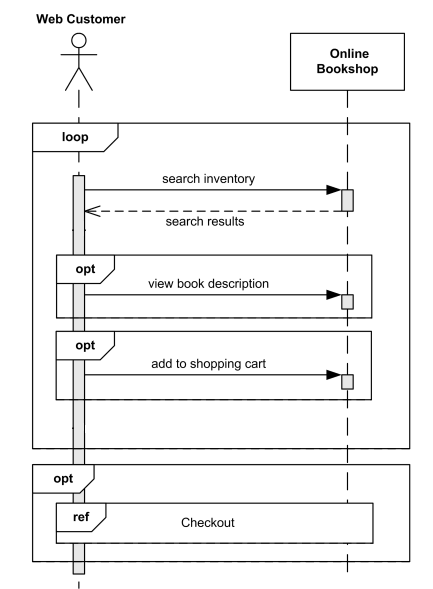 Web Customer
Online
Bookshop
loop
search inventory
search results
opt
view book description
opt
add to shopping cart
opt
ref
Checkout